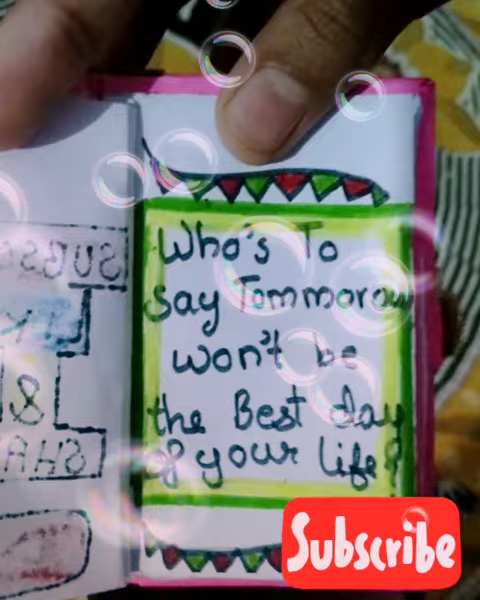 Who's To
say Tommorow
won't be
the Best day
of your life?
Subscribe